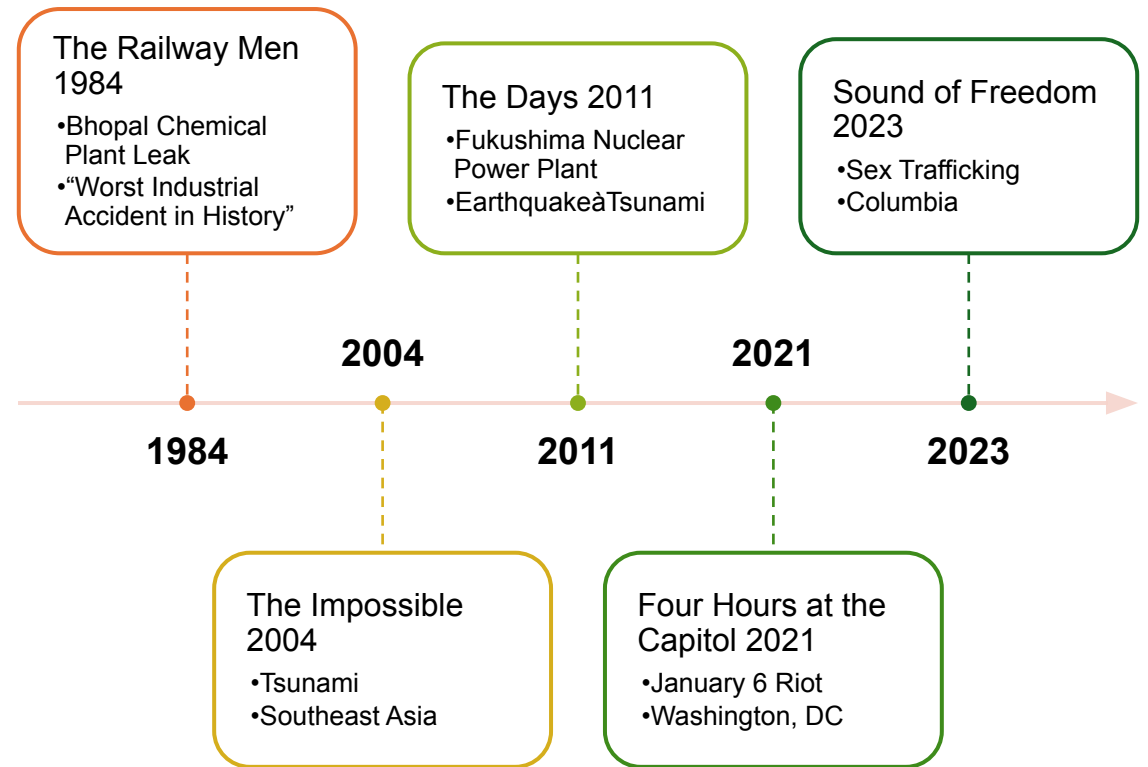 The Railway Men
1984
•Bhopal Chemical
Plant Leak
•“Worst Industrial
Accident in History”
The Days 2011
•Fukushima Nuclear
Power Plant
•EarthquakeàTsunami
Sound of Freedom
2023
•Sex Trafficking
•Columbia
2004
2021
1984
2011
2023
The Impossible
2004
•Tsunami
•Southeast Asia
Four Hours at the
Capitol 2021
•January 6 Riot
•Washington, DC